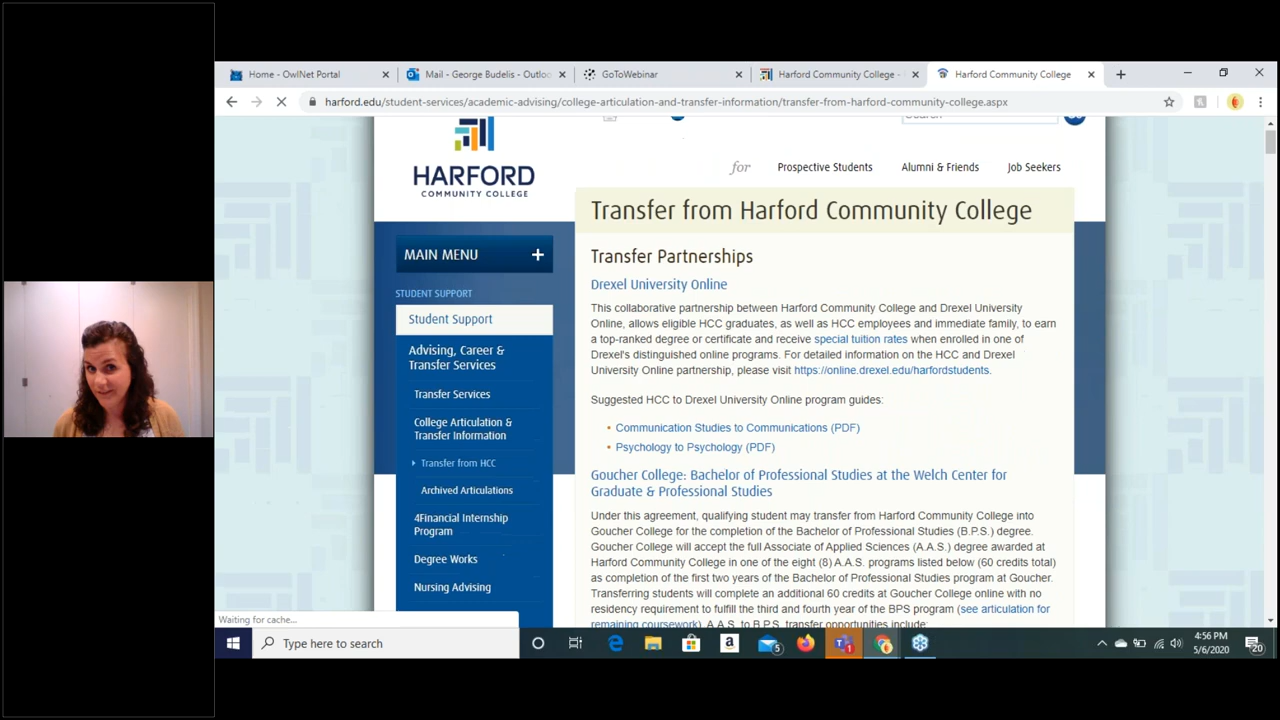 Home - OwlNet Portal
Mail - George Budelis - Outloo
GoToWebinar
Harford Community College -
Harford Community College
harford.edu/student-services/academic-advising/college-articulation-and-transfer-information/transfer-from-harford-community-college.aspx
HARFORD
COMMUNITY COLLEGE
for Prospective Students Alumni & Friends Job Seekers
Transfer from Harford Community College
MAIN MENU +
STUDENT SUPPORT
Student Support
Advising, Career &
Transfer Services
Transfer Services
College Articulation &
Transfer Information
Transfer from HCC
Archived Articulations
4Financial Internship
Program
Degree Works
Nursing Advising
Transfer Partnerships
Drexel University Online
This collaborative partnership between Harford Community College and Drexel University
Online, allows eligible HCC graduates, as well as HCC employees and immediate family, to earn
a top-ranked degree or certificate and receive special tuition rates when enrolled in one of
Drexel's distinguished online programs. For detailed information on the HCC and Drexel
University Online partnership, please visit https://online.drexel.edu/harfordstudents.
Suggested HCC to Drexel University Online program guides:
• Communication Studies to Communications (PDF)
• Psychology to Psychology (PDF)
Goucher College: Bachelor of Professional Studies at the Welch Center for
Graduate & Professional Studies
Under this agreement, qualifying student may transfer from Harford Community College into
Goucher College for the completion of the Bachelor of Professional Studies (B.P.S.) degree.
Goucher College will accept the full Associate of Applied Sciences (A.A.S.) degree awarded at
Harford Community College in one of the eight (8) A.A.S. programs listed below (60 credits total)
as completion of the first two years of the Bachelor of Professional Studies program at Goucher.
Transferring students will complete an additional 60 credits at Goucher College online with no
residency requirement to fulfill the third and fourth year of the BPS program (see articulation for
remaining coursework). A.A.S. to B.P.S. transfer opportunities include:
Waiting for cache...
Type here to search
5
1
4:56 PM
5/6/2020
20